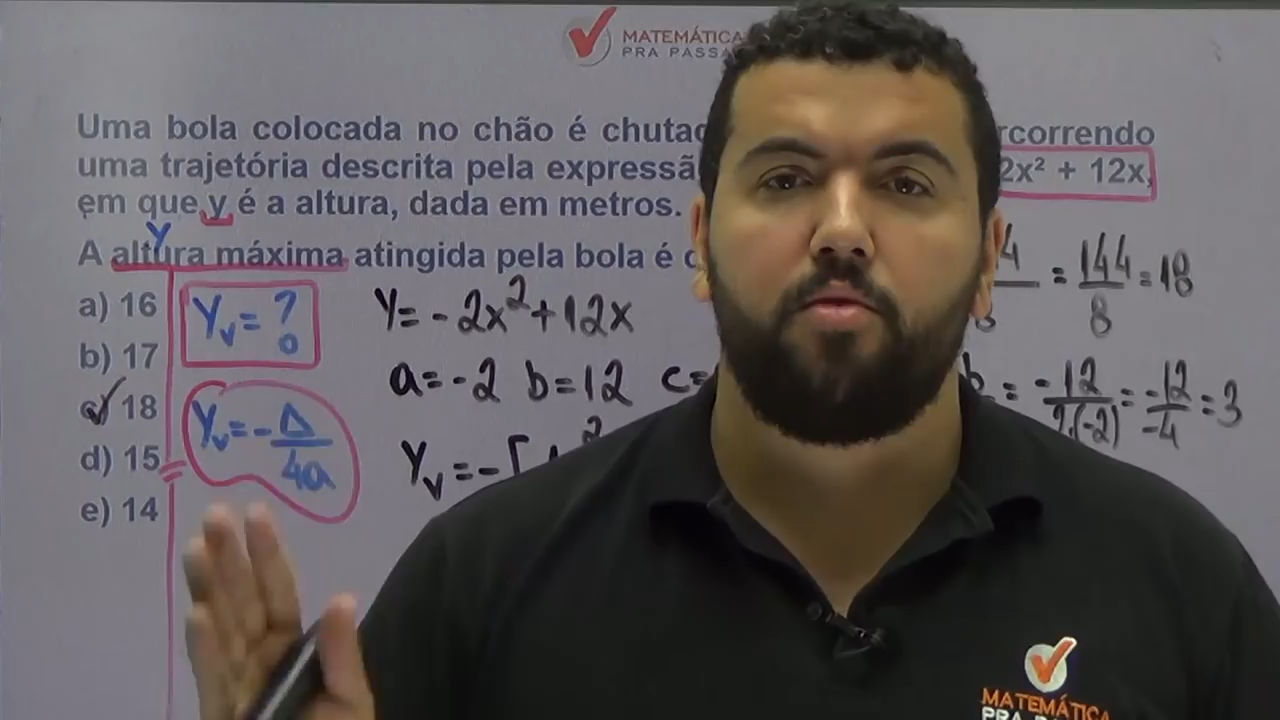 MATEMÁTICA
PRA PASSA
Uma bola colocada no chão é chutad rcorrendo
uma trajetória descrita pela expressã 2x² + 12x,
em que y é a altura, dada em metros.
Y
A altura máxima atingida pela bola é
a) 16
b) 17
c) 18
d) 15
e) 14
Yv = ?
Yv = -Δ/4a
Y = -2x² + 12x
a = -2 b = 12 c =
Yv = -[
4 = 144/8 = 18
b = -12/2.(-2) = -12/-4 = 3
MATEMÁTICA